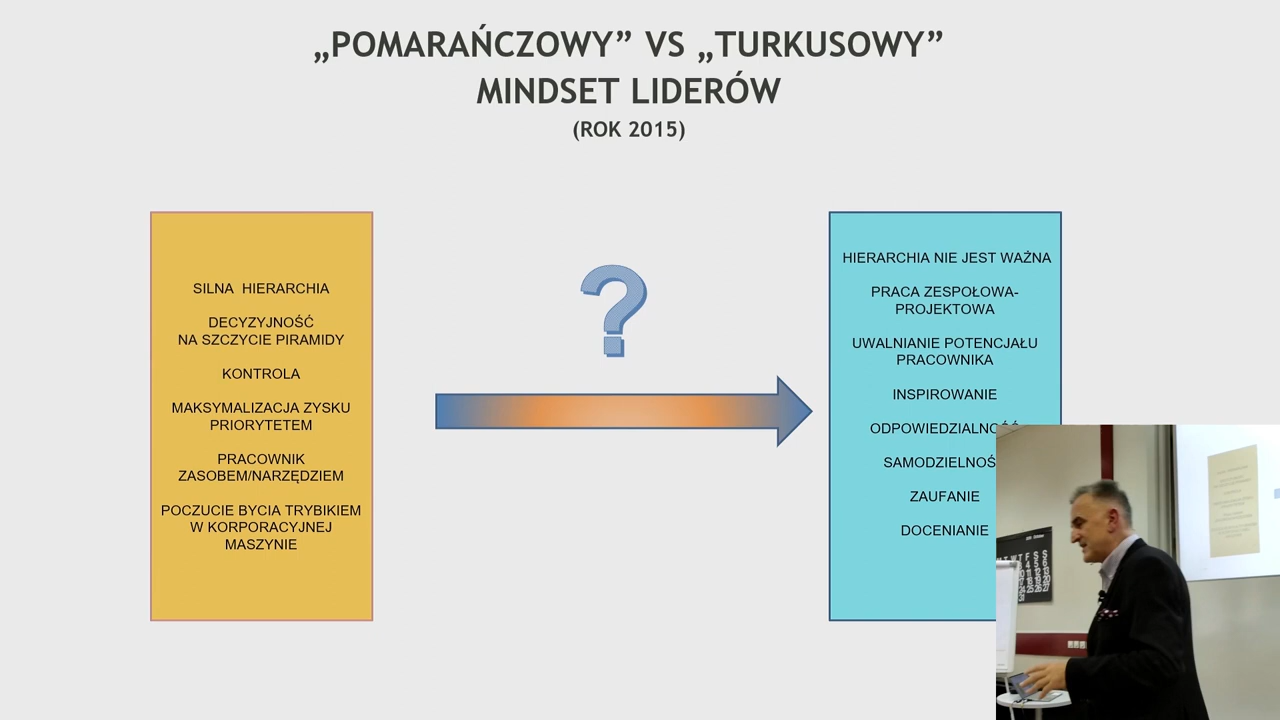 „POMARAŃCZOWY” VS „TURKUSOWY”
MINDSET LIDERÓW
(ROK 2015)
SILNA HIERARCHIA
DECYZYJNOŚĆ
NA SZCZYCIE PIRAMIDY
KONTROLA
MAKSYMALIZACJA ZYSKU
PRIORYTETEM
PRACOWNIK
ZASOBEM/NARZĘDZIEM
POCZUCIE BYCIA TRYBIKIEM
W KORPORACYJNEJ
MASZYNIE
?
HIERARCHIA NIE JEST WAŻNA
PRACA ZESPOŁOWA-
PROJEKTOWA
UWALNIANIE POTENCJAŁU
PRACOWNIKA
INSPIROWANIE
ODPOWIEDZIALNOŚĆ
SAMODZIELNOŚ
ZAUFANIE
DOCENIANIE